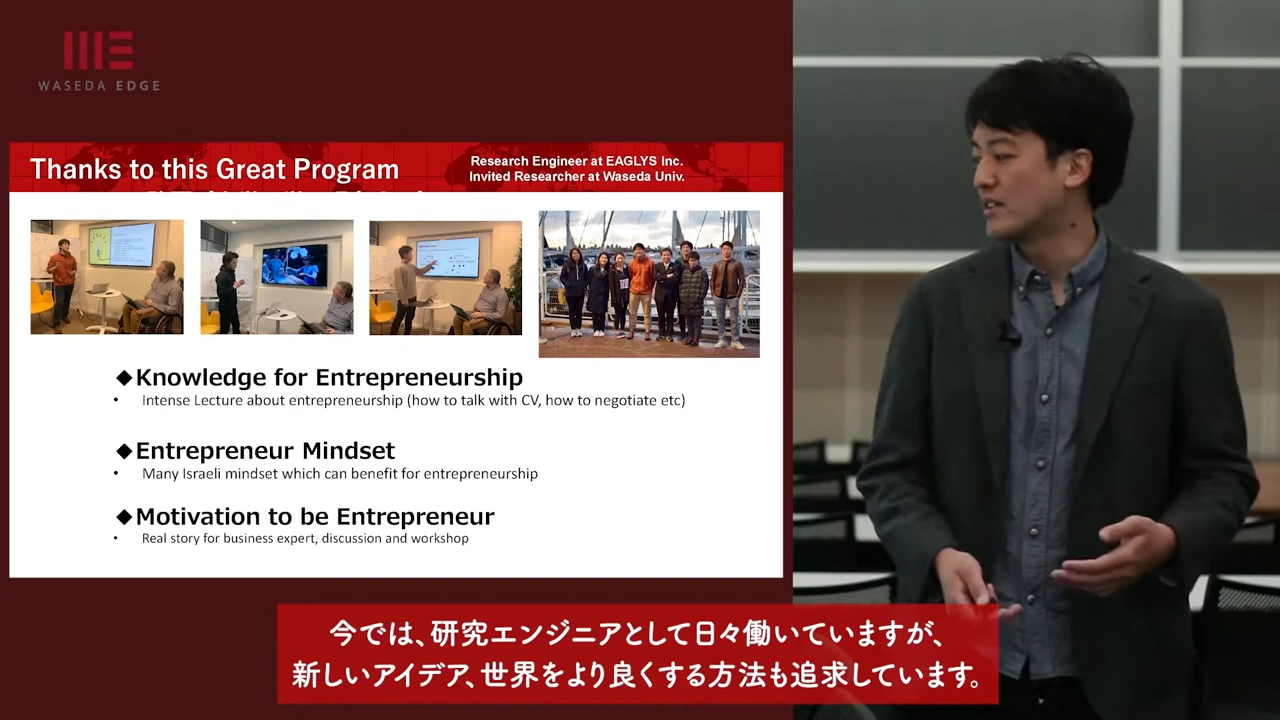 WASEDA EDGE
Thanks to this Great Program
Research Engineer at EAGLYS Inc.
Invited Researcher at Waseda Univ.
◆Knowledge for Entrepreneurship
• Intense Lecture about entrepreneurship (how to talk with CV, how to negotiate etc)
◆Entrepreneur Mindset
• Many Israeli mindset which can benefit for entrepreneurship
◆Motivation to be Entrepreneur
• Real story for business expert, discussion and workshop
今では、研究エンジニアとして日々働いていますが、
新しいアイデア、世界をより良くする方法も追求しています。